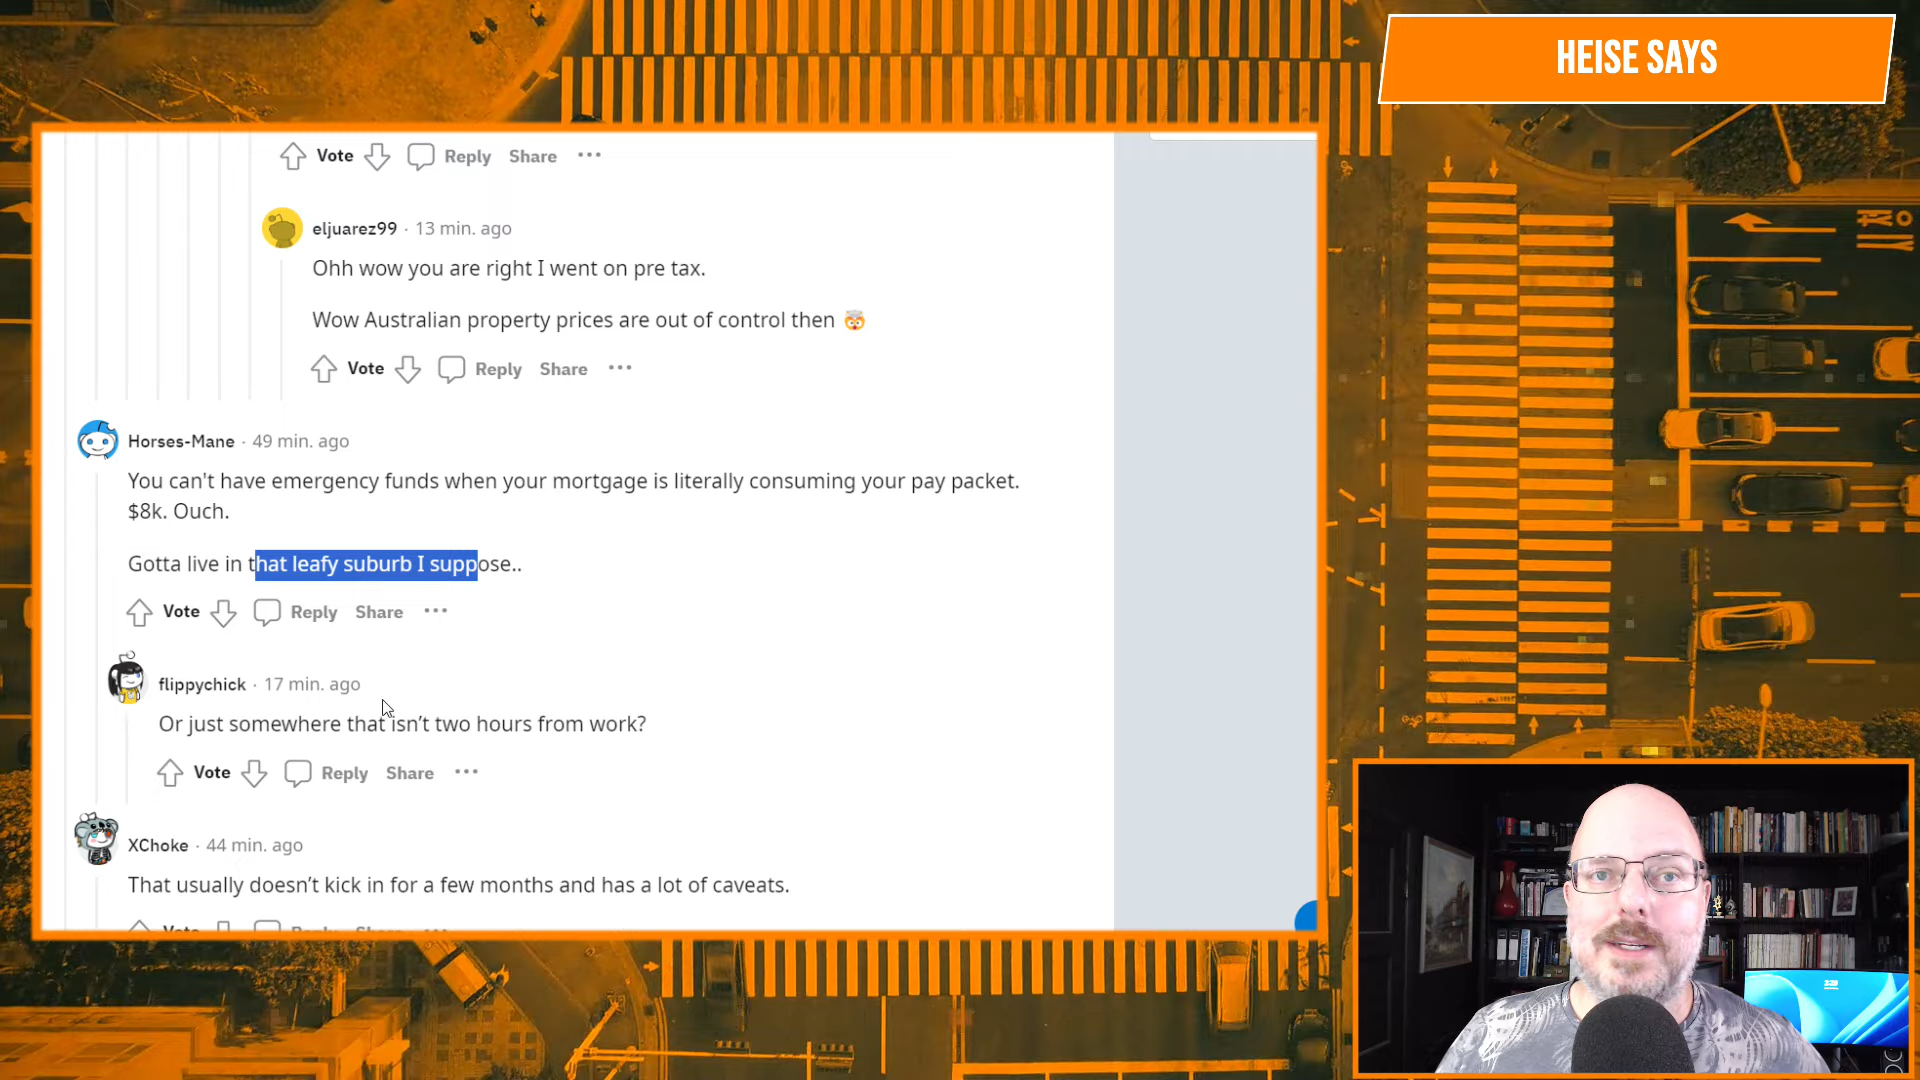 HEISE SAYS
Vote Reply Share
eljuarez99 · 13 min. ago
Ohh wow you are right I went on pre tax.
Wow Australian property prices are out of control then 🤯
Vote Reply Share
Horses-Mane · 49 min. ago
You can't have emergency funds when your mortgage is literally consuming your pay packet.
$8k. Ouch.
Gotta live in that leafy suburb I suppose..
Vote Reply Share
flippychick · 17 min. ago
Or just somewhere that isn’t two hours from work?
Vote Reply Share
XChoke · 44 min. ago
That usually doesn’t kick in for a few months and has a lot of caveats.
Vote Reply Share